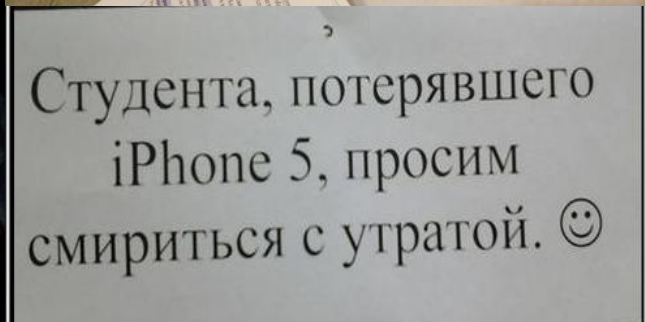 Студента, потерявшего
iPhone 5, просим
смириться с утратой. ☺